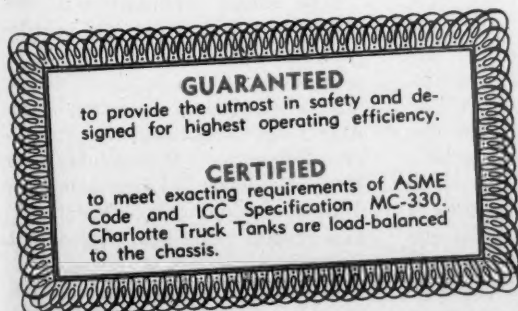 GUARANTEED
to provide the utmost in safety and de-
signed for highest operating efficiency.
CERTIFIED
to meet exacting requirements of ASME
Code and ICC Specification MC-330.
Charlotte Truck Tanks are load-balanced
to the chassis.